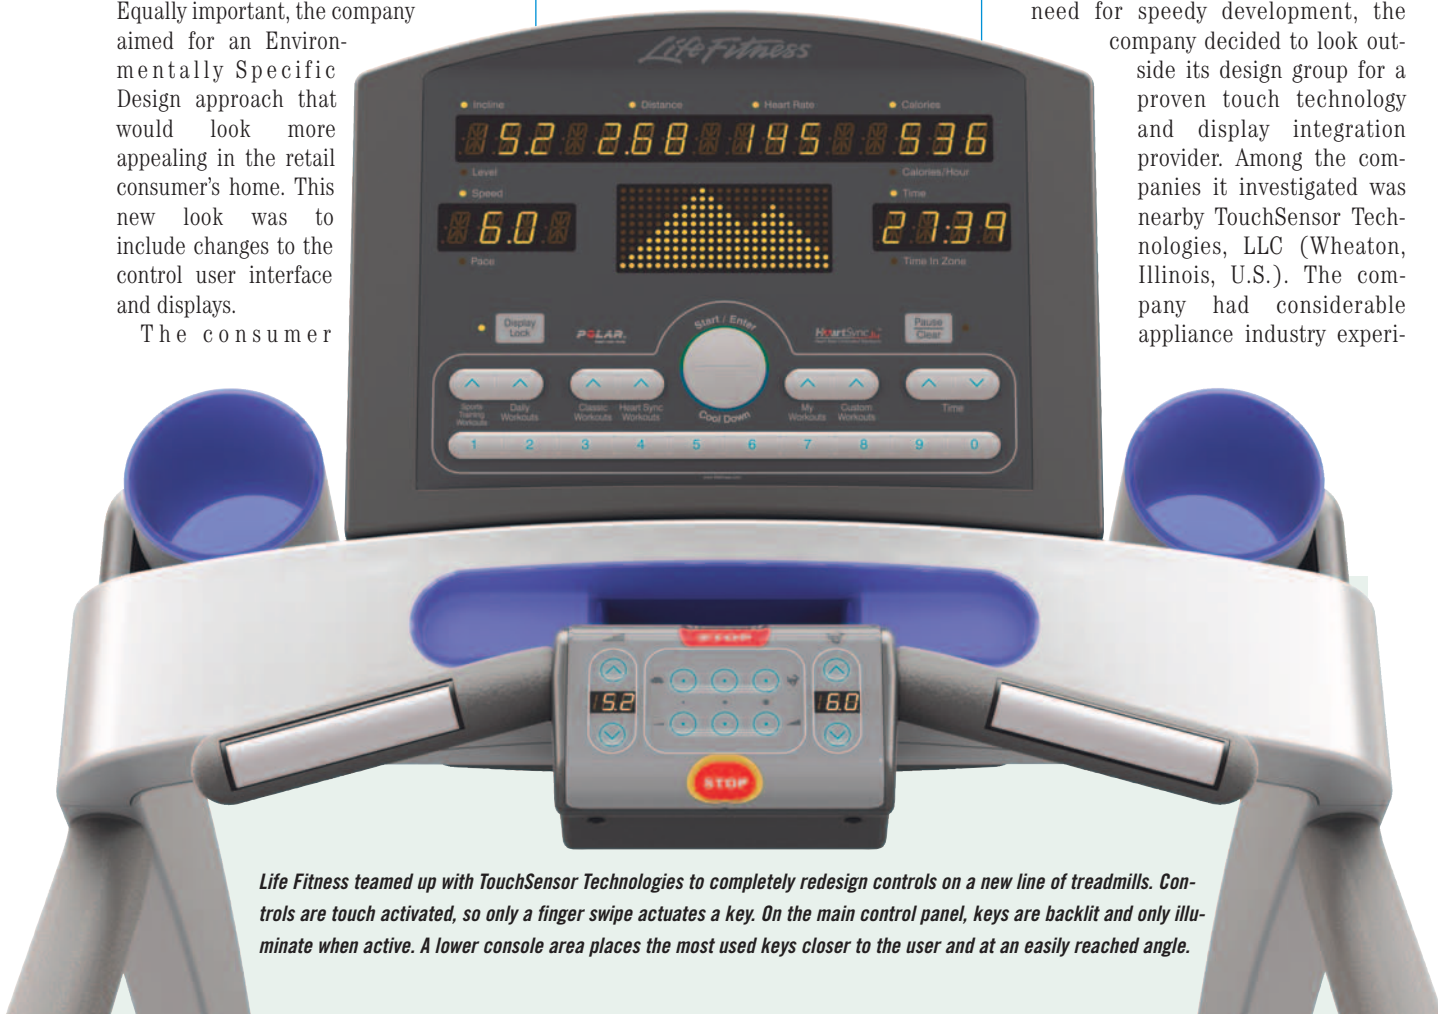 Equally important, the company
aimed for an Environ-
mentally Specific
Design approach that
would look more
appealing in the retail
consumer's home. This
new look was to
include changes to the
control user interface
and displays.
The consumer
need for speedy development, the
company decided to look out-
side its design group for a
proven touch technology
and display integration
provider. Among the com-
panies it investigated was
nearby TouchSensor Tech-
nologies, LLC (Wheaton,
Illinois, U.S.). The com-
pany had considerable
appliance industry experi-
Life Fitness
Incline Distance Heart Rate Calories
5.2 2.68 145 536
Level Calories/Hour
Speed Time
6.0 27:39
Pace Time In Zone
Display
Lock
POLAR
Start / Enter
HeartSync
Pause
Clear
Sports
Training
Workouts
Daily
Workouts
Classic
Workouts
Heart Sync
Workouts
Cool Down
My
Workouts
Custom
Workouts
Time
1 2 3 4 5 6 7 8 9 0
STOP
5.2 6.0
STOP
Life Fitness teamed up with TouchSensor Technologies to completely redesign controls on a new line of treadmills. Con-
trols are touch activated, so only a finger swipe actuates a key. On the main control panel, keys are backlit and only illu-
minate when active. A lower console area places the most used keys closer to the user and at an easily reached angle.